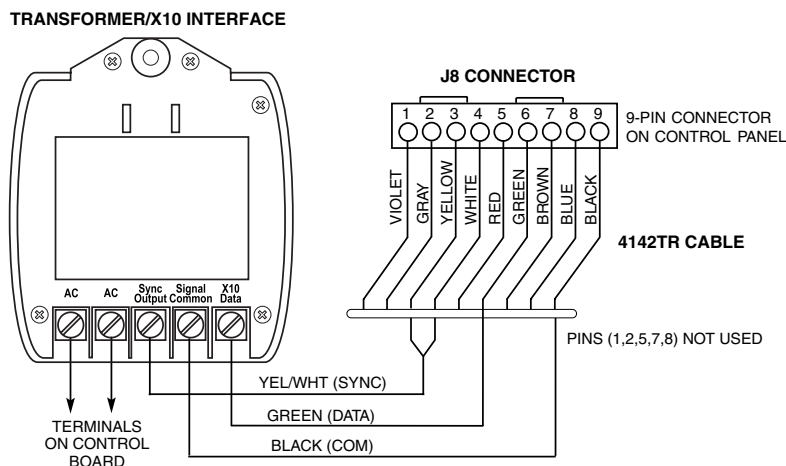 TRANSFORMER/X10 INTERFACE
J8 CONNECTOR
1 2 3 4 5 6 7 8 9
9-PIN CONNECTOR
ON CONTROL PANEL
VIOLET
GRAY
YELLOW
WHITE
RED
GREEN
BROWN
BLUE
BLACK
4142TR CABLE
AC
AC
Sync
Output
Signal
Common
X10
Data
PINS (1,2,5,7,8) NOT USED
YEL/WHT (SYNC)
GREEN (DATA)
BLACK (COM)
TERMINALS
ON CONTROL
BOARD